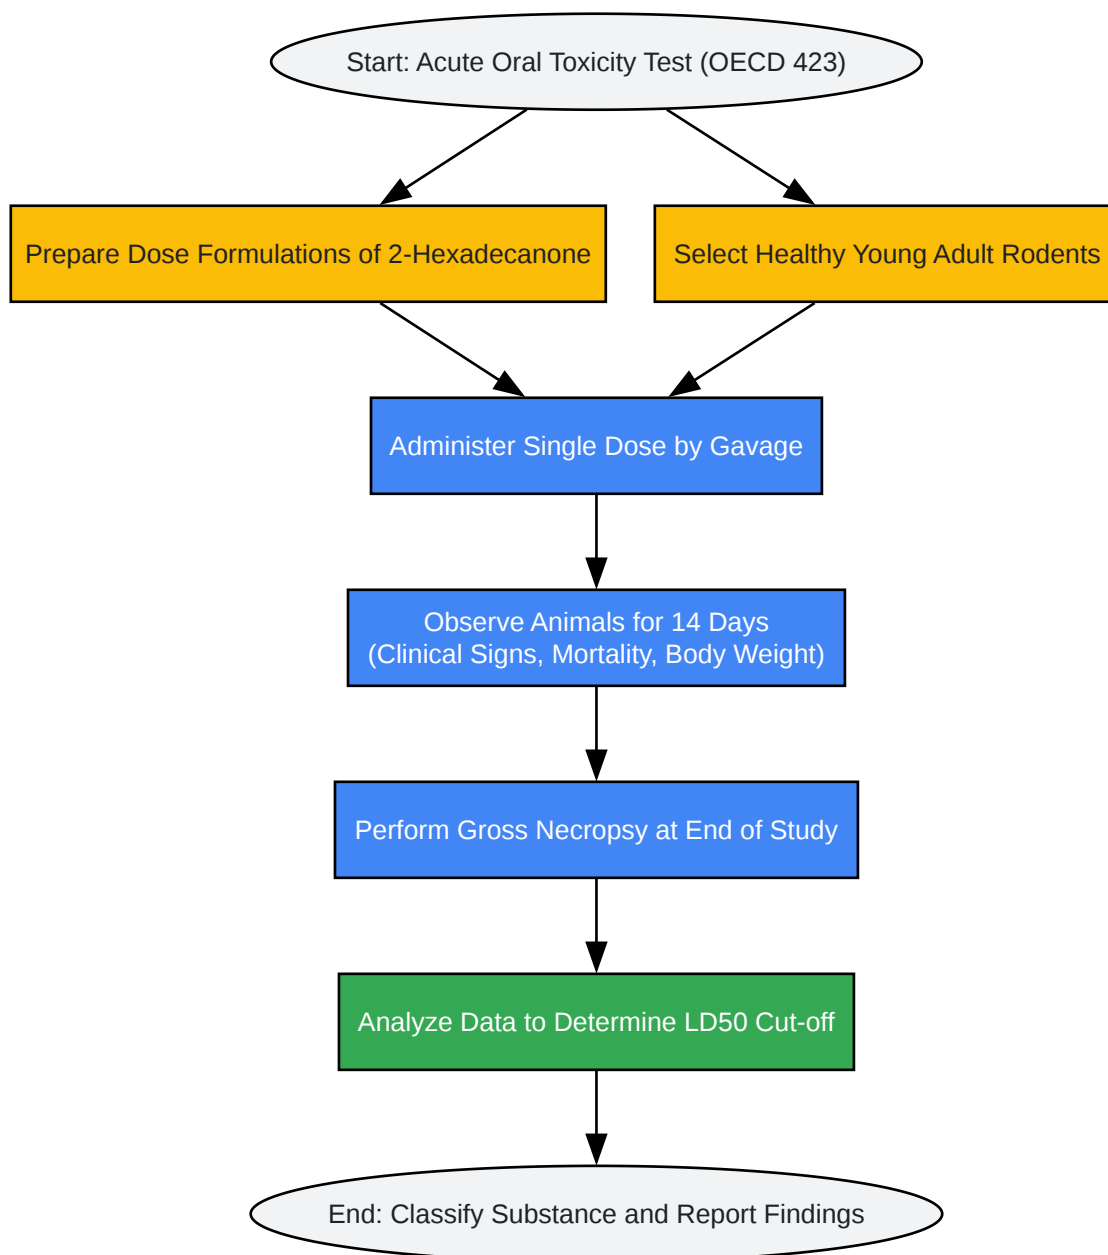 Start: Acute Oral Toxicity Test (OECD 423)
Prepare Dose Formulations of 2-Hexadecanone
Select Healthy Young Adult Rodents
Administer Single Dose by Gavage
Observe Animals for 14 Days
(Clinical Signs, Mortality, Body Weight)
Perform Gross Necropsy at End of Study
Analyze Data to Determine LD50 Cut-off
End: Classify Substance and Report Findings